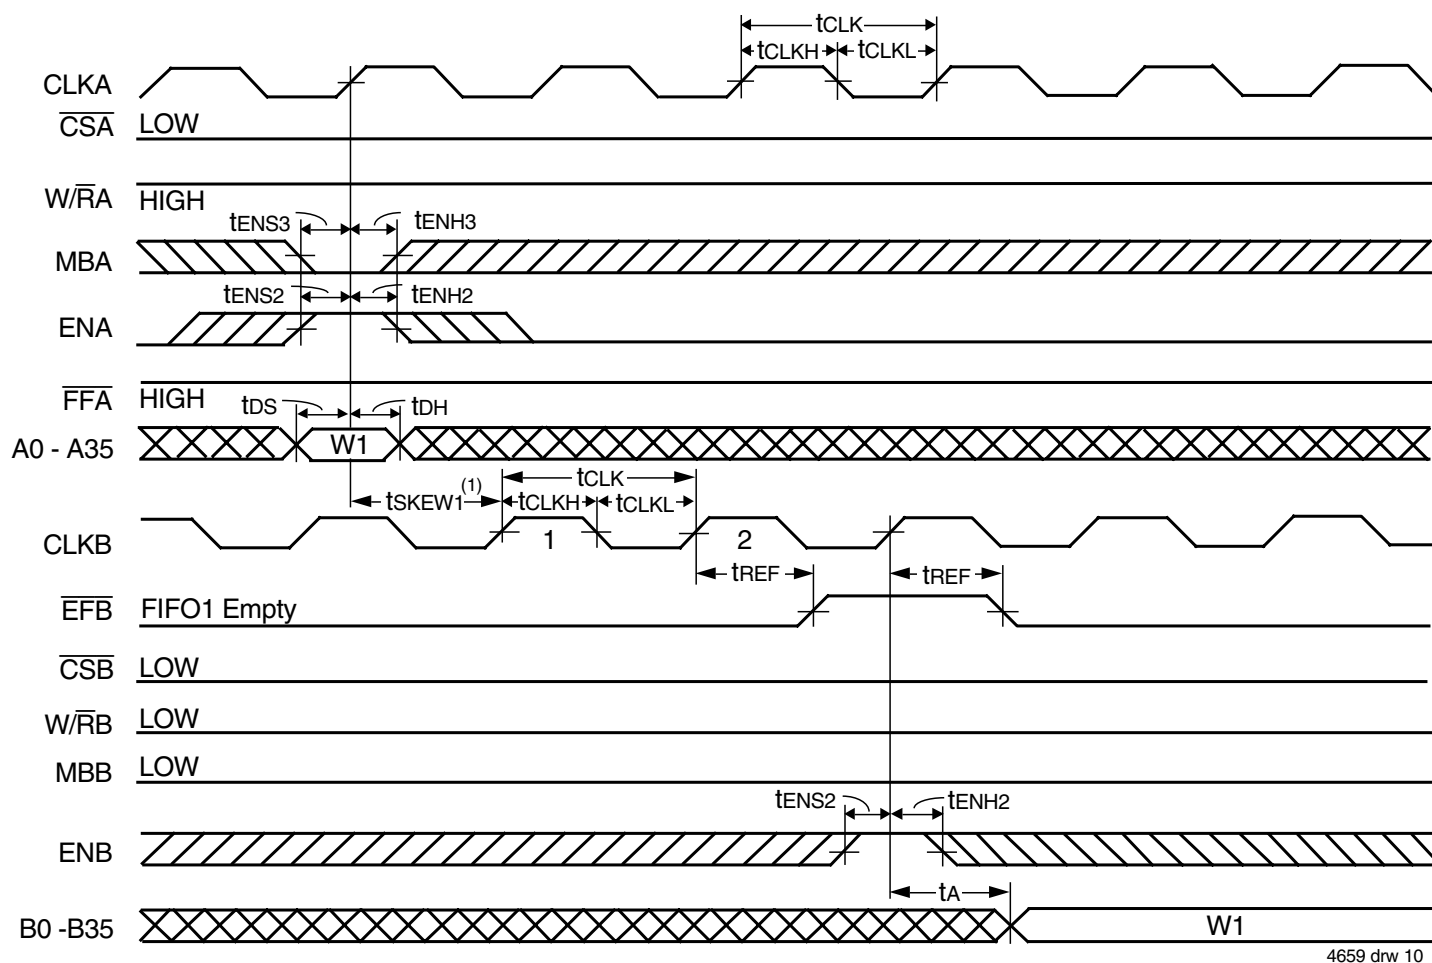 tCLK
tCLKH tCLKL
CLKA
CSA LOW
W/RA HIGH
tENS3 tENH3
MBA
tENS2 tENH2
ENA
FFA HIGH
tDS tDH
A0 - A35 W1
tSKEW1(1) tCLK
tCLKH tCLKL
CLKB 1 2
tREF tREF
EFB FIFO1 Empty
CSB LOW
W/RB LOW
MBB LOW
tENS2 tENH2
ENB
tA
B0 -B35 W1
4659 drw 10